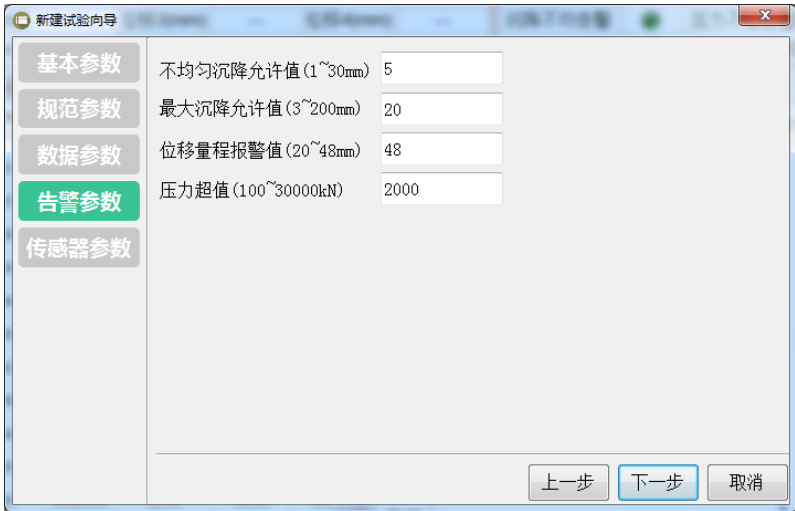 新建试验向导
基本参数
规范参数
数据参数
告警参数
传感器参数
不均匀沉降允许值(1~30mm) 5
最大沉降允许值(3~200mm) 20
位移量程报警值(20~48mm) 48
压力超值(100~30000kN) 2000
上一步 下一步 取消